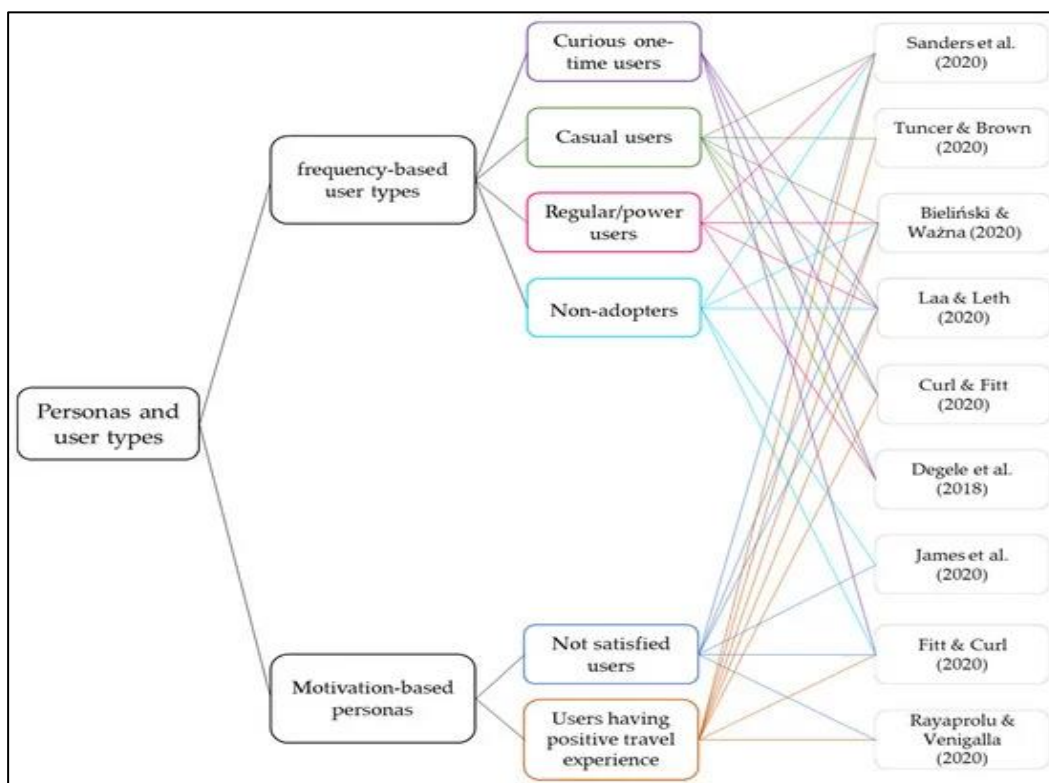 Personas and
user types
frequency-based
user types
Motivation-based
personas
Curious one-
time users
Casual users
Regular/power
users
Non-adopters
Not satisfied
users
Users having
positive travel
experience
Sanders et al.
(2020)
Tuncer & Brown
(2020)
Bieliński &
Ważna (2020)
Laa & Leth
(2020)
Curl & Fitt
(2020)
Degele et al.
(2018)
James et al.
(2020)
Fitt & Curl
(2020)
Rayaprolu &
Venigalla
(2020)